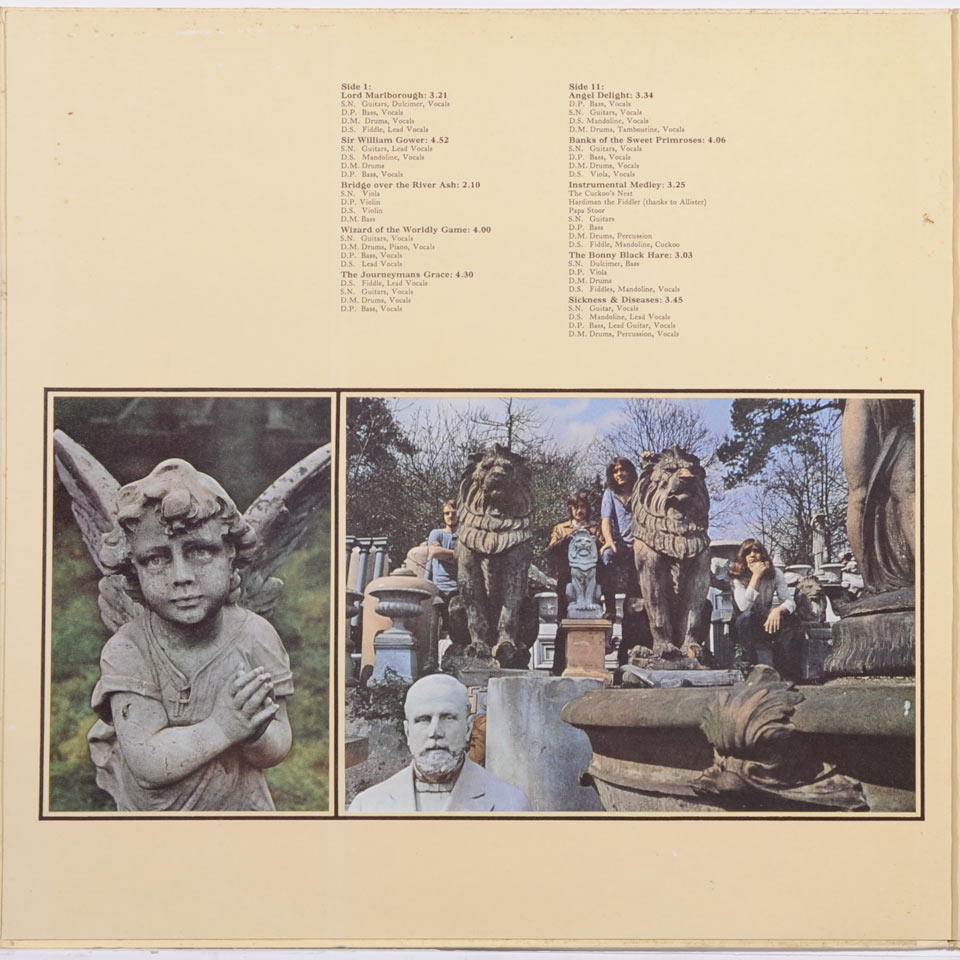 Side 1:
Lord Marlborough: 3.21
S.N. Guitars, Dulcimer, Vocals
D.P. Bass, Vocals
D.M. Drums, Vocals
D.S. Fiddle, Lead Vocals
Sir William Gower: 4.52
S.N. Guitars, Lead Vocals
D.S. Mandoline, Vocals
D.M. Drums
D.P. Bass, Vocals
Bridge over the River Ash: 2.10
S.N. Viola
D.P. Violin
D.S. Violin
D.M. Bass
Wizard of the Worldly Game: 4.00
S.N. Guitars, Vocals
D.M. Drums, Piano, Vocals
D.P. Bass, Vocals
D.S. Lead Vocals
The Journeymans Grace: 4.30
D.S. Fiddle, Lead Vocals
S.N. Guitars, Vocals
D.M. Drums, Vocals
D.P. Bass, Vocals
Side 11:
Angel Delight: 3.34
D.P. Bass, Vocals
S.N. Guitars, Vocals
D.S. Mandoline, Vocals
D.M. Drums, Tambourine, Vocals
Banks of the Sweet Primroses: 4.06
S.N. Guitars, Vocals
D.P. Bass, Vocals
D.M. Drums, Vocals
D.S. Viola, Vocals
Instrumental Medley: 3.25
The Cuckoo's Nest
Hardiman the Fiddler (thanks to Allister)
Papa Stoor
S.N. Guitars
D.P. Bass
D.M. Drums, Percussion
D.S. Fiddle, Mandoline, Cuckoo
The Bonny Black Hare: 3.03
S.N. Dulcimer, Bass
D.P. Viola
D.M. Drums
D.S. Fiddles, Mandoline, Vocals
Sickness & Diseases: 3.45
S.N. Guitar, Vocals
D.S. Mandoline, Lead Vocals
D.P. Bass, Lead Guitar, Vocals
D.M. Drums, Percussion, Vocals